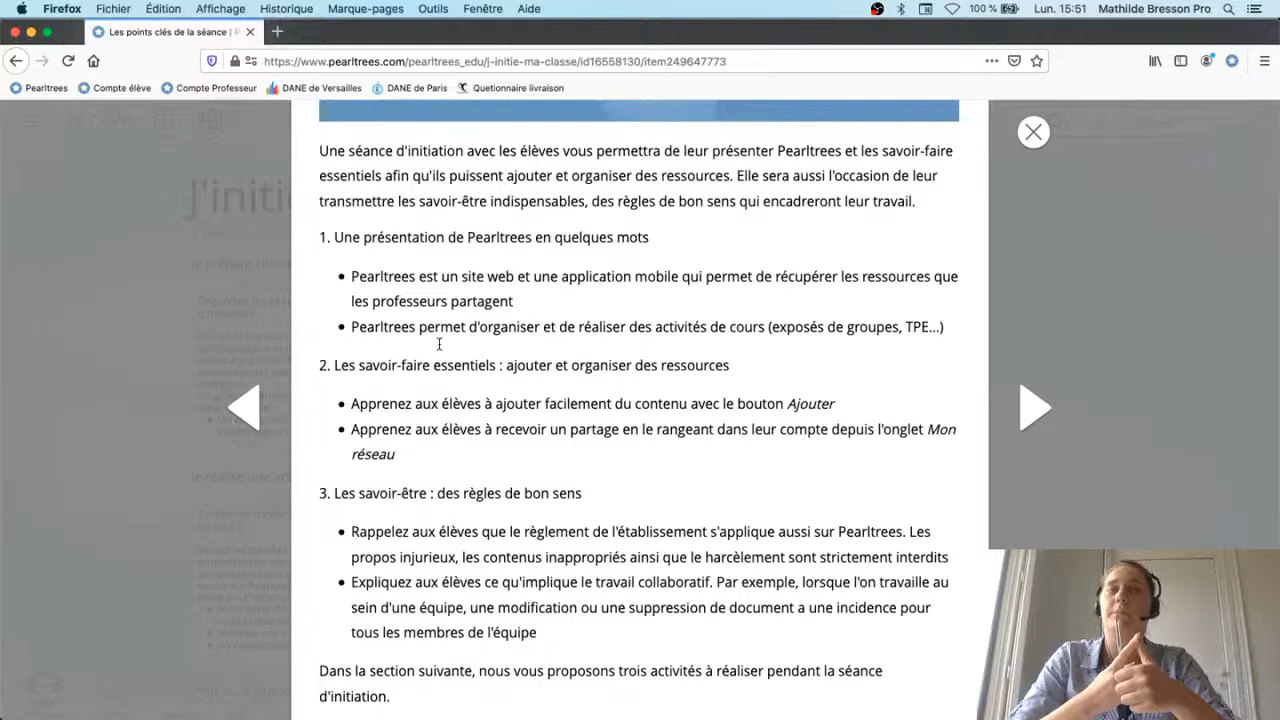 Firefox Fichier Édition Affichage Historique Marque-pages Outils Fenêtre Aide 100 % Lun. 15:51 Mathilde Bresson Pro
Les points clés de la séance | P
https://www.pearltrees.com/pearltrees_edu/j-initie-ma-classe/id16558130/item249647773
Pearltrees Compte élève Compte Professeur DANE de Versailles DANE de Paris Quetionnaire livraison
J'initi
Une séance d'initiation avec les élèves vous permettra de leur présenter Pearltrees et les savoir-faire
essentiels afin qu'ils puissent ajouter et organiser des ressources. Elle sera aussi l'occasion de leur
transmettre les savoir-être indispensables, des règles de bon sens qui encadreront leur travail.
1. Une présentation de Pearltrees en quelques mots
• Pearltrees est un site web et une application mobile qui permet de récupérer les ressources que
les professeurs partagent
• Pearltrees permet d'organiser et de réaliser des activités de cours (exposés de groupes, TPE...)
2. Les savoir-faire essentiels : ajouter et organiser des ressources
• Apprenez aux élèves à ajouter facilement du contenu avec le bouton Ajouter
• Apprenez aux élèves à recevoir un partage en le rangeant dans leur compte depuis l'onglet Mon
réseau
3. Les savoir-être : des règles de bon sens
• Rappelez aux élèves que le règlement de l'établissement s'applique aussi sur Pearltrees. Les
propos injurieux, les contenus inappropriés ainsi que le harcèlement sont strictement interdits
• Expliquez aux élèves ce qu'implique le travail collaboratif. Par exemple, lorsque l'on travaille au
sein d'une équipe, une modification ou une suppression de document a une incidence pour
tous les membres de l'équipe
Dans la section suivante, nous vous proposons trois activités à réaliser pendant la séance
d'initiation.